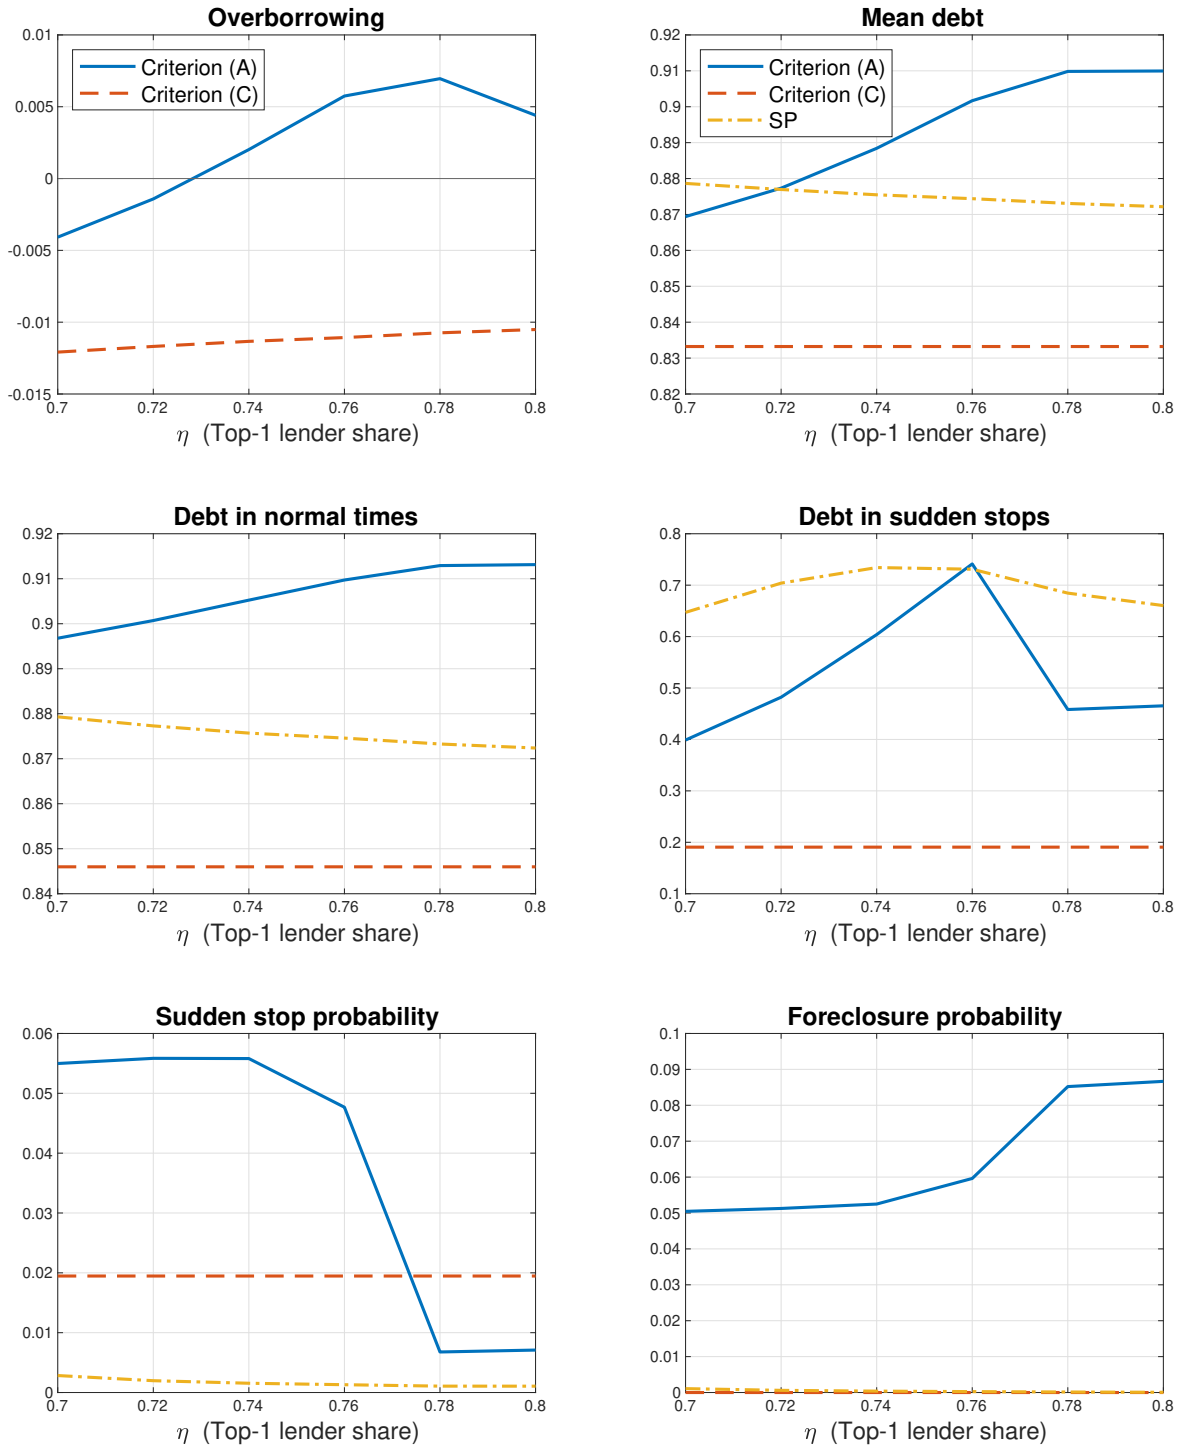 Overborrowing
0.01
0.005
0
-0.005
-0.01
-0.015
Criterion (A)
Criterion (C)
0.7 0.72 0.74 0.76 0.78 0.8
η (Top-1 lender share)
Mean debt
0.92
0.91
0.9
0.89
0.88
0.87
0.86
0.85
0.84
0.83
0.82
Criterion (A)
Criterion (C)
SP
0.7 0.72 0.74 0.76 0.78 0.8
η (Top-1 lender share)
Debt in normal times
0.92
0.91
0.9
0.89
0.88
0.87
0.86
0.85
0.84
0.7 0.72 0.74 0.76 0.78 0.8
η (Top-1 lender share)
Debt in sudden stops
0.8
0.7
0.6
0.5
0.4
0.3
0.2
0.1
0.7 0.72 0.74 0.76 0.78 0.8
η (Top-1 lender share)
Sudden stop probability
0.06
0.05
0.04
0.03
0.02
0.01
0
0.7 0.72 0.74 0.76 0.78 0.8
η (Top-1 lender share)
Foreclosure probability
0.1
0.09
0.08
0.07
0.06
0.05
0.04
0.03
0.02
0.01
0
0.7 0.72 0.74 0.76 0.78 0.8
η (Top-1 lender share)